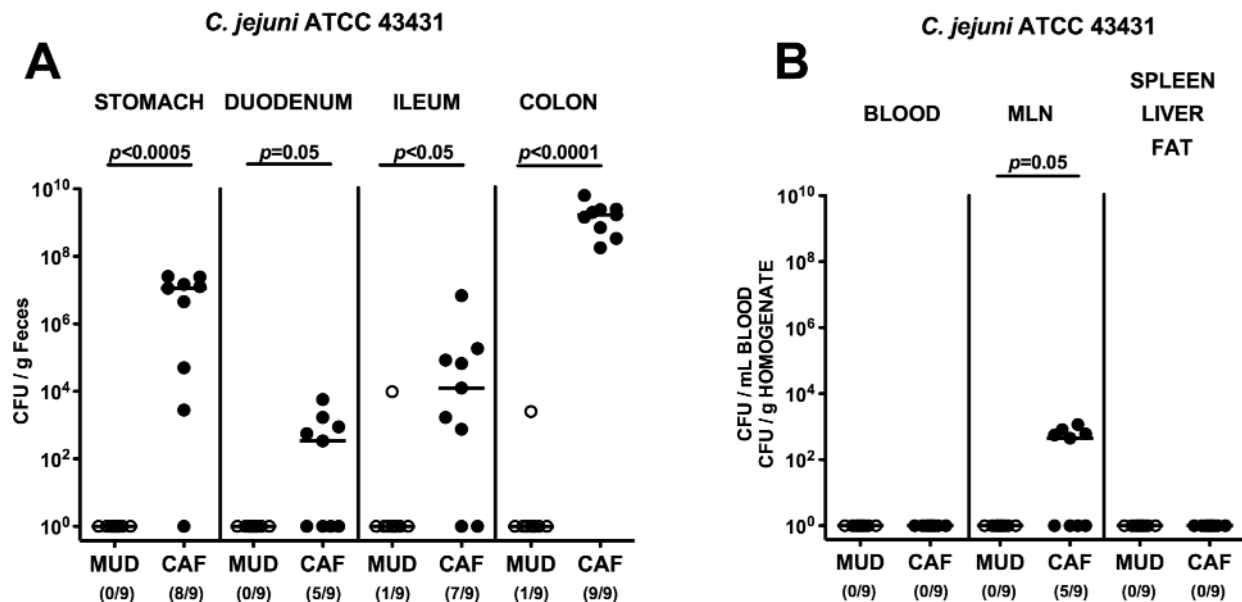 C. jejuni ATCC 43431
A
STOMACH DUODENUM ILEUM COLON
p<0.0005 p=0.05 p<0.05 p<0.0001
CFU / g Feces
10^10
10^8
10^6
10^4
10^2
10^0
MUD CAF MUD CAF MUD CAF MUD CAF
(0/9) (8/9) (0/9) (5/9) (1/9) (7/9) (1/9) (9/9)
C. jejuni ATCC 43431
B
BLOOD MLN SPLEEN
LIVER
FAT
p=0.05
CFU / mL BLOOD
CFU / g HOMOGENATE
10^10
10^8
10^6
10^4
10^2
10^0
MUD CAF MUD CAF MUD CAF
(0/9) (0/9) (0/9) (5/9) (0/9) (0/9)